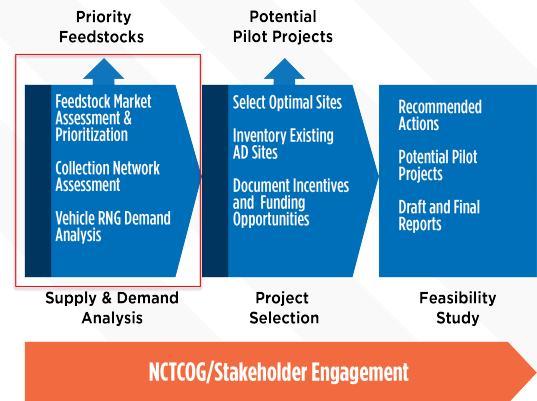 Priority
Feedstocks
Potential
Pilot Projects
Feedstock Market
Assessment &
Prioritization
Collection Network
Assessment
Vehicle RNG Demand
Analysis
Select Optimal Sites
Inventory Existing
AD Sites
Document Incentives
and Funding
Opportunities
Recommended
Actions
Potential Pilot
Projects
Draft and Final
Reports
Supply & Demand
Analysis
Project
Selection
Feasibility
Study
NCTCOG/Stakeholder Engagement